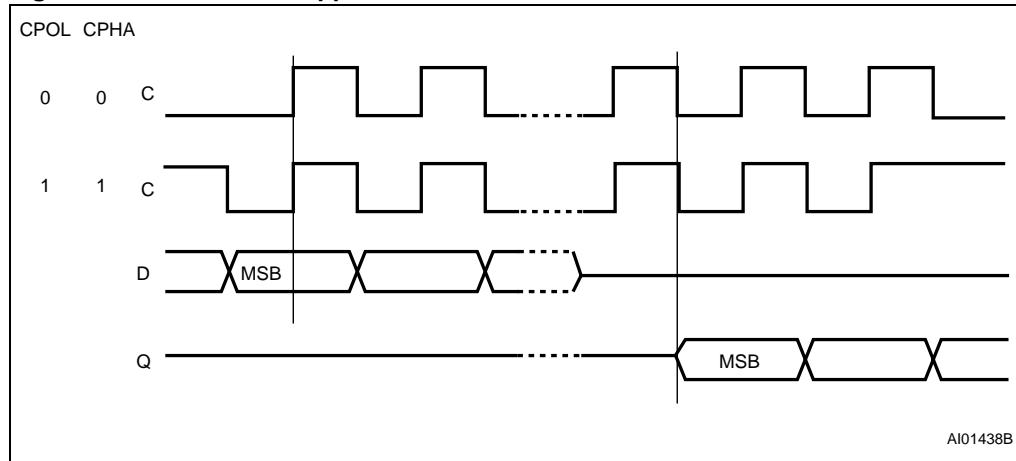 CPOL CPHA
0 0 C
1 1 C
D MSB
Q MSB
AI01438B